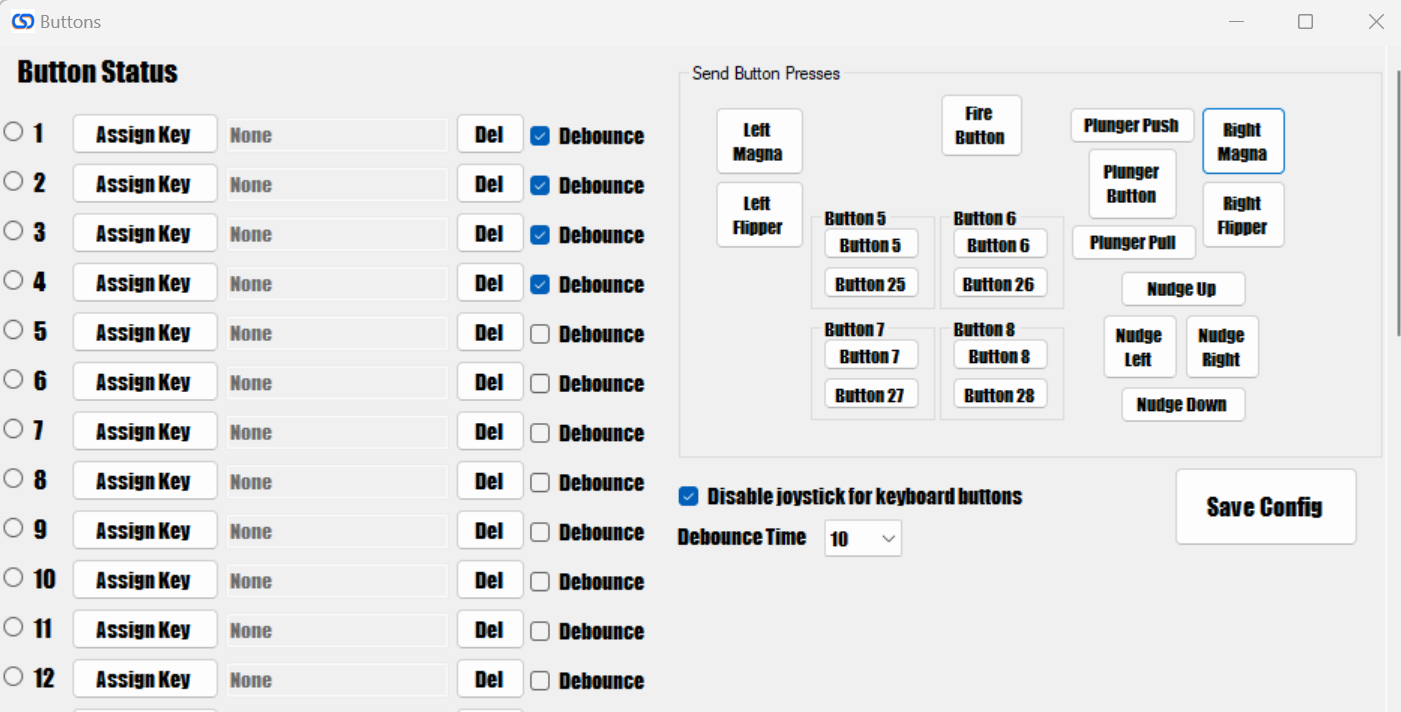 Buttons
Button Status
1 Assign Key None Del Debounce
2 Assign Key None Del Debounce
3 Assign Key None Del Debounce
4 Assign Key None Del Debounce
5 Assign Key None Del Debounce
6 Assign Key None Del Debounce
7 Assign Key None Del Debounce
8 Assign Key None Del Debounce
9 Assign Key None Del Debounce
10 Assign Key None Del Debounce
11 Assign Key None Del Debounce
12 Assign Key None Del Debounce
Send Button Presses
Left
Magna
Left
Flipper
Fire
Button
Button 5
Button 5
Button 25
Button 6
Button 6
Button 26
Button 7
Button 7
Button 27
Button 8
Button 8
Button 28
Plunger Push
Plunger
Button
Plunger Pull
Right
Magna
Right
Flipper
Nudge Up
Nudge
Left
Nudge
Right
Nudge Down
Disable joystick for keyboard buttons
Debounce Time 10
Save Config